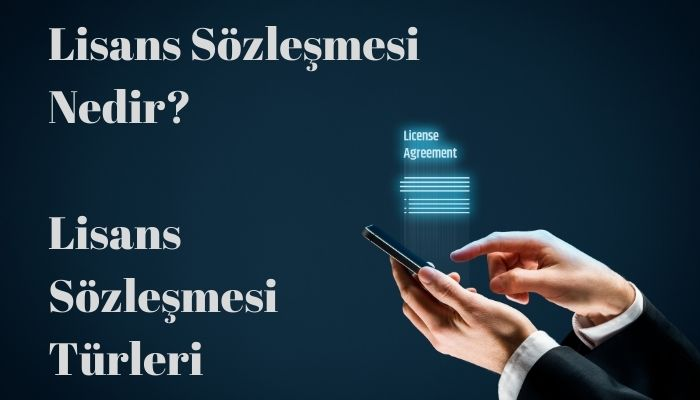 Lisans Sözleşmesi
Nedir?
Lisans
Sözleşmesi
Türleri
License
Agreement